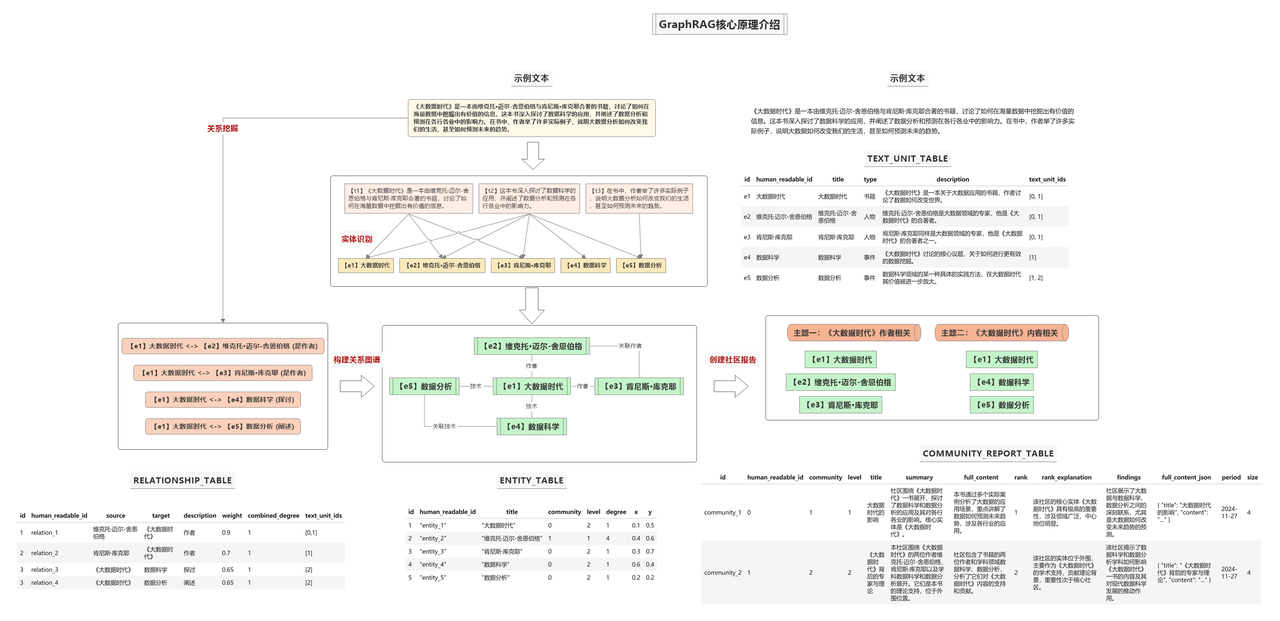 GraphRAG核心原理介绍
示例文本
《大数据时代》是一本由维克托•迈尔-舍恩伯格与肯尼斯•库克耶合著的书籍，讨论了如何在
海量数据中挖掘出有价值的信息。这本书深入探讨了数据科学的应用，并阐述了数据分析和
预测在各行各业中的影响力。在书中，作者举了许多实际例子，说明大数据如何改变我
们的生活，甚至如何预测未来的趋势。
关系挖掘
【t1】《大数据时代》是一本由维克托•迈尔-舍
恩伯格与肯尼斯•库克耶合著的书籍，讨论了如
何在海量数据中挖掘出有价值的信息。
【t2】这本书深入探讨了数据科学的
应用，并阐述了数据分析和预测在各
行各业中的影响力。
【t3】在书中，作者举了许多实际例子
，说明大数据如何改变我们的生活
，甚至如何预测未来的趋势。
实体识别
【e1】大数据时代
【e2】维克托•迈尔-舍恩伯格
【e3】肯尼斯•库克耶
【e4】数据科学
【e5】数据分析
【e1】大数据时代 <-> 【e2】维克托•迈尔-舍恩伯格 (是作者)
【e1】大数据时代 <-> 【e3】肯尼斯•库克耶 (是作者)
【e1】大数据时代 <-> 【e4】数据科学 (探讨)
【e1】大数据时代 <-> 【e5】数据分析 (阐述)
构建关系图谱
【e2】维克托•迈尔-舍恩伯格
关联作者
作者
【e5】数据分析
技术
【e1】大数据时代
作者
【e3】肯尼斯•库克耶
技术
关联技术
【e4】数据科学
创建社区报告
主题一：《大数据时代》作者相关
【e1】大数据时代
【e2】维克托•迈尔-舍恩伯格
【e3】肯尼斯•库克耶
主题二：《大数据时代》内容相关
【e1】大数据时代
【e4】数据科学
【e5】数据分析
示例文本
《大数据时代》是一本由维克托•迈尔-舍恩伯格与肯尼斯•库克耶合著的书籍，讨论了如何在海量数据中挖掘出有价值的
信息。这本书深入探讨了数据科学的应用，并阐述了数据分析和预测在各行各业中的影响力。在书中，作者举了许多实
际例子，说明大数据如何改变我们的生活，甚至如何预测未来的趋势。
TEXT_UNIT_TABLE
id human_readable_id title type description text_unit_ids
e1 大数据时代 大数据时代 书籍 《大数据时代》是一本关于大数据应用的书籍，作者讨论了数据如何改变世界。 [0, 1]
e2 维克托•迈尔-舍恩伯格 维克托•迈尔-舍恩伯格 人物 维克托•迈尔-舍恩伯格是大数据领域的专家，他是《大数据时代》的合著者。 [0, 1]
e3 肯尼斯•库克耶 肯尼斯•库克耶 人物 肯尼斯•库克耶同样是大数据领域的专家，他是《大数据时代》的合著者之一。 [0, 1]
e4 数据科学 数据科学 事件 《大数据时代》讨论的核心议题，关于如何进行更有效的数据挖掘。 [1]
e5 数据分析 数据分析 事件 数据科学领域的某一种具体的实践方法，在大数据时代其价值被进一步放大。 [1, 2]
RELATIONSHIP_TABLE
id human_readable_id source target description weight combined_degree text_unit_ids
1 relation_1 维克托•迈尔-舍恩伯格 《大数据时代》 作者 0.9 1 [0,1]
2 relation_2 肯尼斯•库克耶 《大数据时代》 作者 0.7 1 [1]
3 relation_3 《大数据时代》 数据科学 探讨 0.65 1 [2]
3 relation_4 《大数据时代》 数据分析 阐述 0.65 1 [2]
ENTITY_TABLE
id human_readable_id title community level degree x y
1 "entity_1" "大数据时代" 0 2 1 0.1 0.5
2 "entity_2" "维克托•迈尔-舍恩伯格" 1 1 4 0.4 0.6
3 "entity_3" "肯尼斯•库克耶" 0 2 1 0.3 0.7
4 "entity_4" "数据科学" 0 2 1 0.6 0.4
5 "entity_5" "数据分析" 0 2 1 0.2 0.2
COMMUNITY_REPORT_TABLE
id human_readable_id community level title summary full_content rank rank_explanation findings full_content_json period size
community_1 0 1 1 大数据时代的影响 社区围绕《大数据时代》一书展开，探讨了数据科学和数据分析的应用及其对各行各业的影响。核心实体是《大数据时代》。 本书通过多个实际案例分析了大数据的应用场景，重点讲解了数据如何预测未来趋势，涉及各行业的应用。 1 该社区的核心实体《大数据时代》具有极高的重要性，涉及领域广泛，中心地位明显。 社区展示了大数据与数据科学、数据分析之间的深刻联系，尤其是大数据如何改变未来趋势的预测。 { "title": "大数据时代的影响", "content": "..." } 2024-11-27 4
community_2 1 2 2 《大数据时代》背后的专家与理论 本社区围绕《大数据时代》的两位作者维克托•迈尔-舍恩伯格、肯尼斯•库克耶以及学科数据科学和数据分析展开。它们是本书的理论支持，位于外围位置。 社区包含了书籍的两位作者和学科领域数据科学、数据分析，分析了它们对《大数据时代》内容的支持和贡献。 2 该社区的实体位于外围，主要作为《大数据时代》的学术支持，贡献理论背景，重要性次于核心社区。 该社区揭示了大数据科学和数据分析学科如何影响《大数据时代》一书的内容及其对现代数据科学发展的推动作用。 { "title": "《大数据时代》背后的专家与理论", "content": "..." } 2024-11-27 4